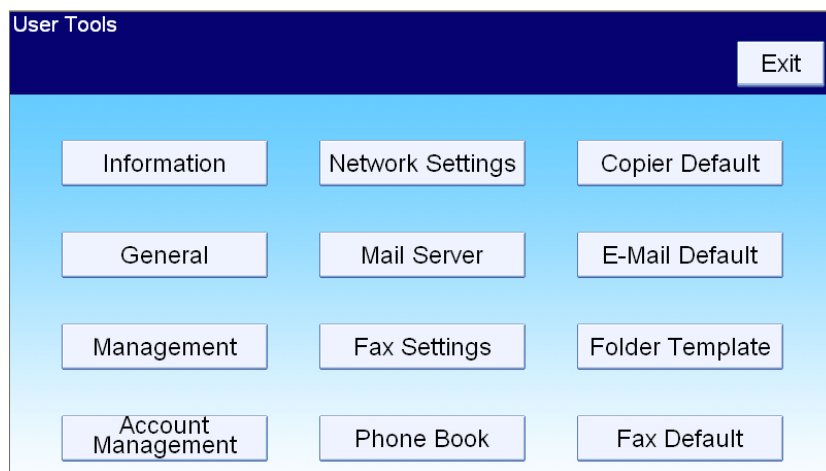 User Tools
Exit
Information
Network Settings
Copier Default
General
Mail Server
E-Mail Default
Management
Fax Settings
Folder Template
Account
Management
Phone Book
Fax Default